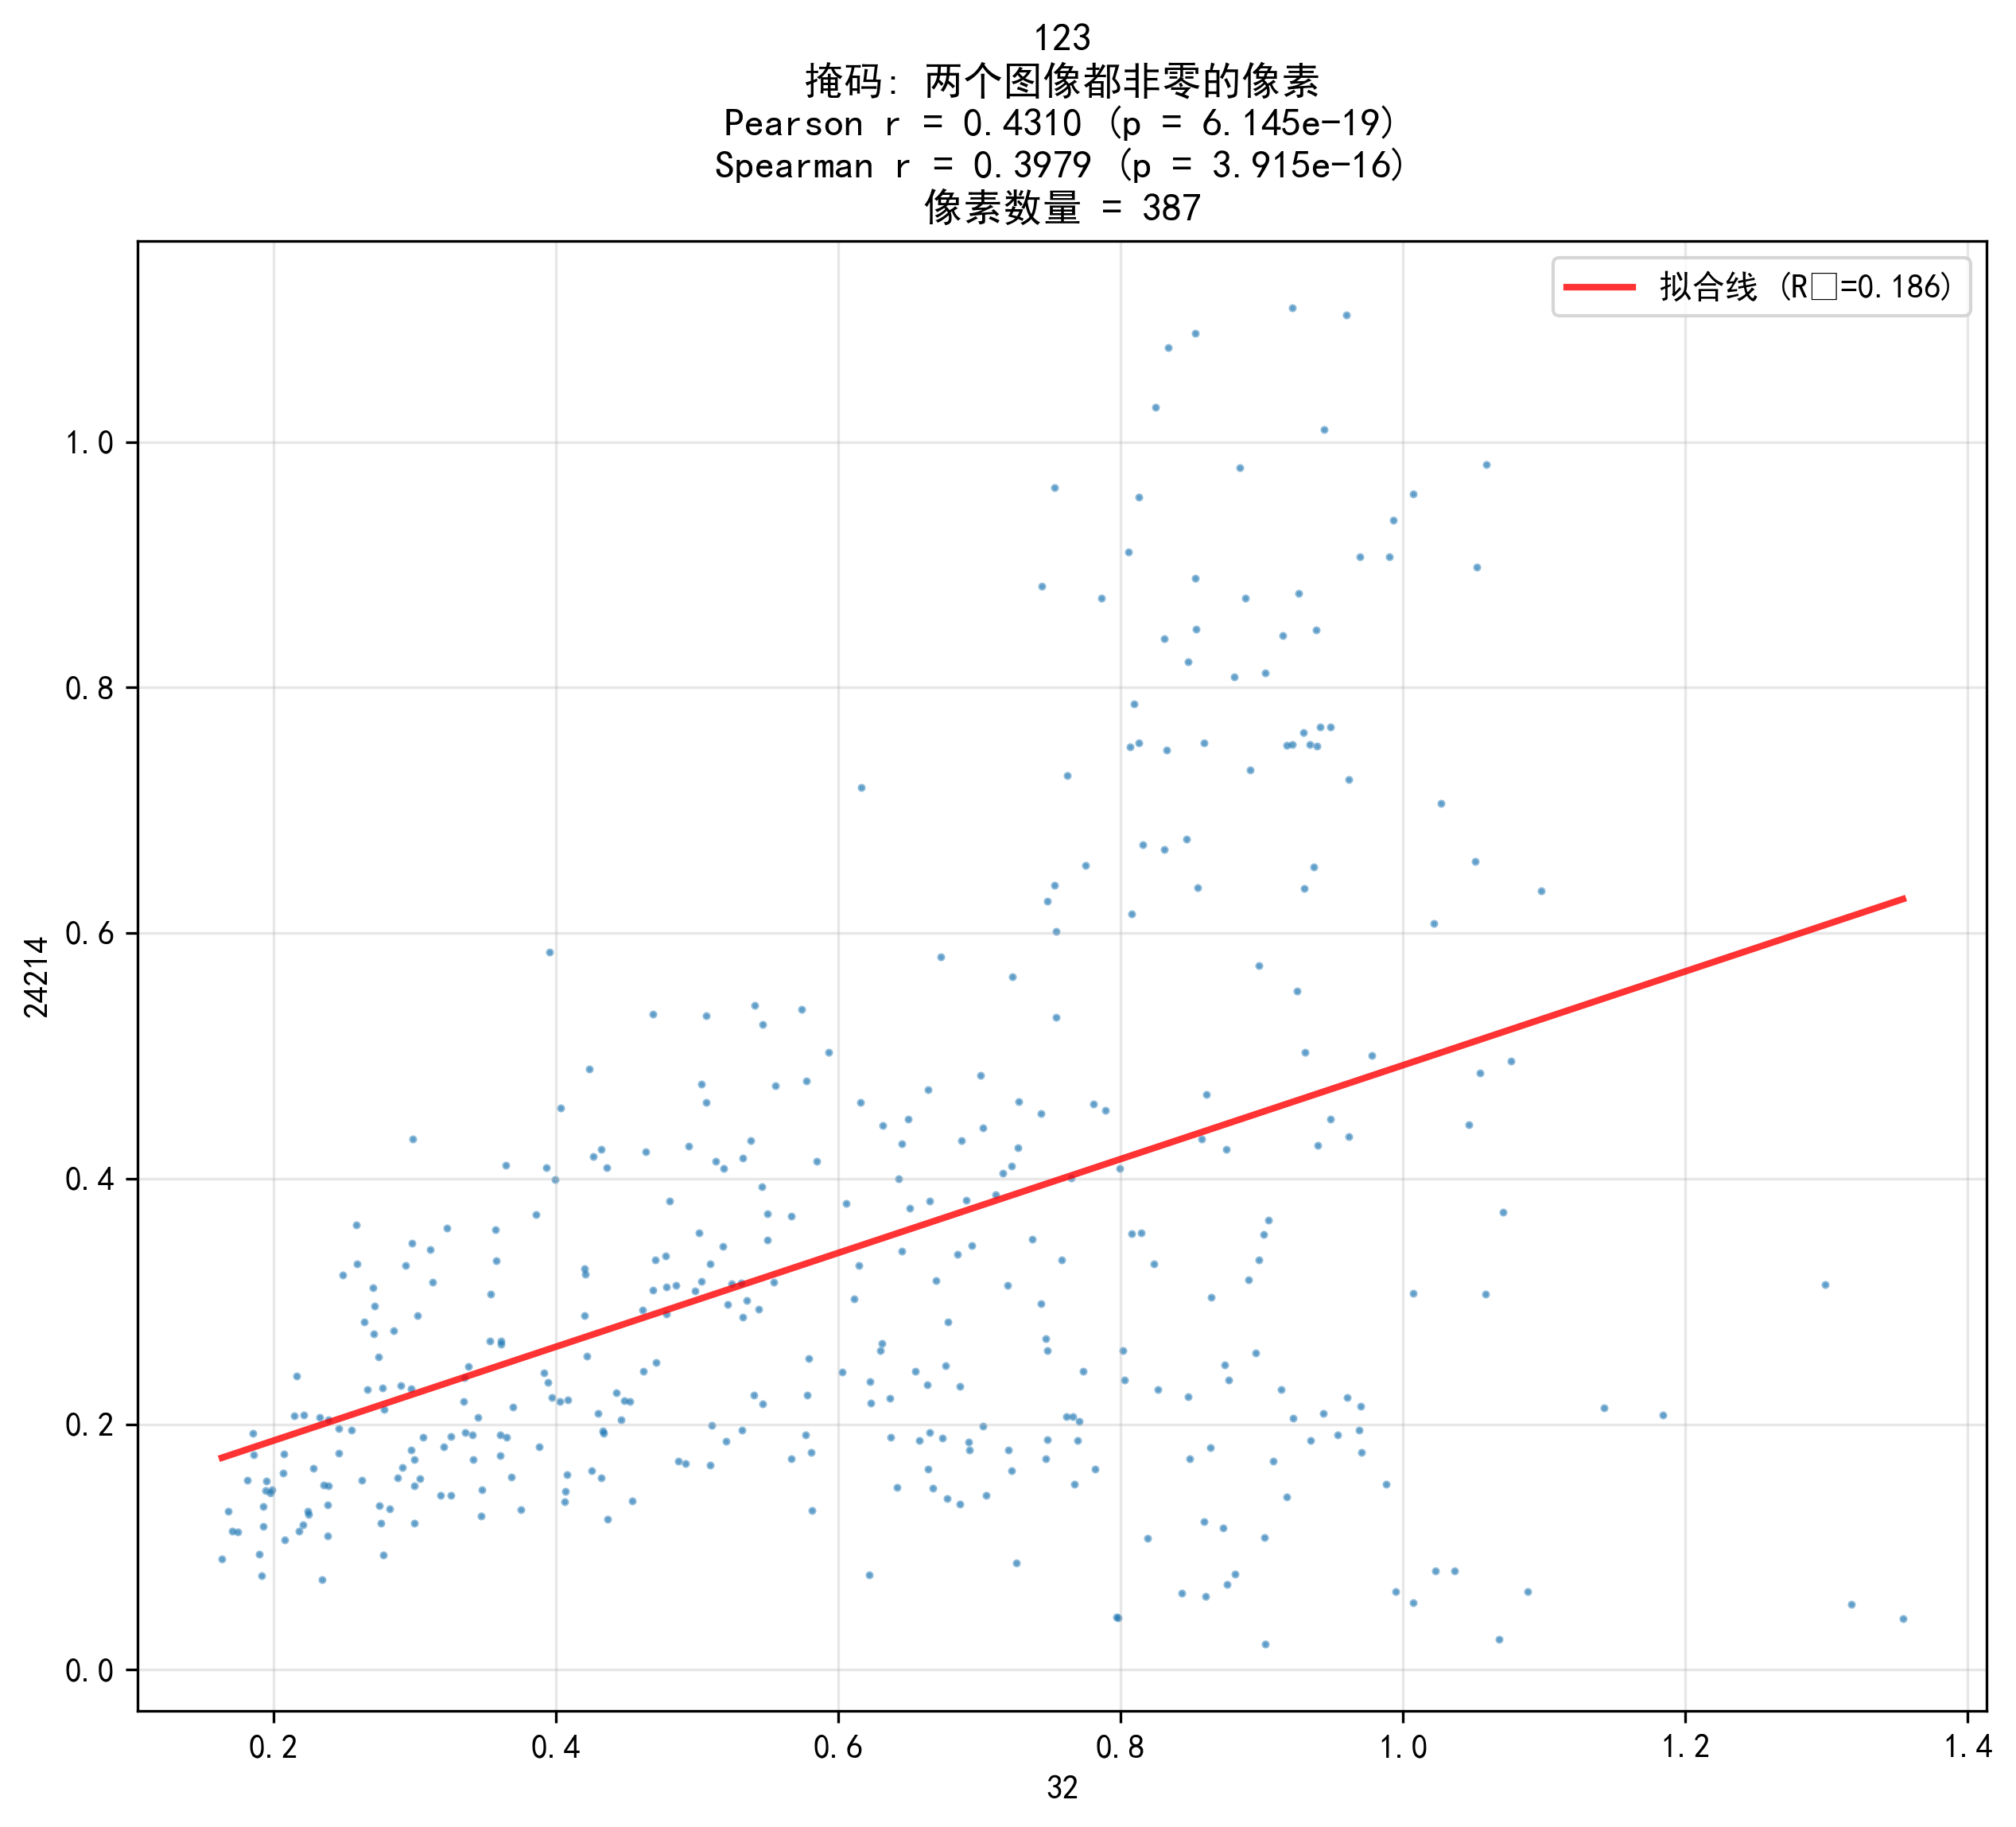 123
掩码: 两个图像都非零的像素
Pearson r = 0.4310 (p = 6.145e-19)
Spearman r = 0.3979 (p = 3.915e-16)
像素数量 = 387
拟合线 (R□=0.186)
1.0
0.8
0.6
0.4
0.2
0.0
24214
0.2 0.4 0.6 0.8 1.0 1.2 1.4
32